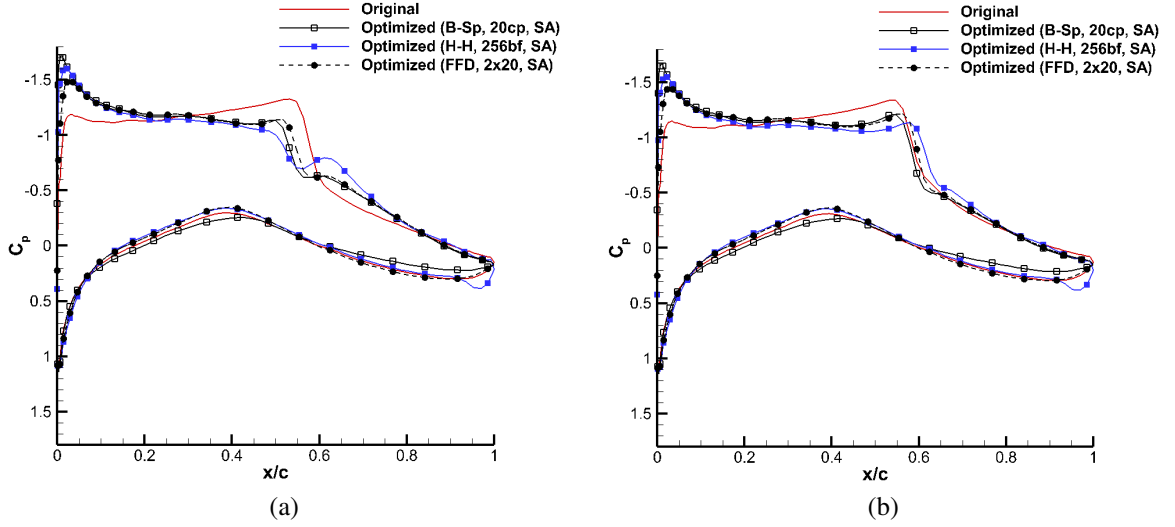 Original
Optimized (B-Sp, 20cp, SA)
Optimized (H-H, 256bf, SA)
Optimized (FFD, 2x20, SA)
-1.5
-1
-0.5
0
0.5
1
1.5
Cp
0
0.2
0.4
0.6
0.8
1
x/c
(a)
Original
Optimized (B-Sp, 20cp, SA)
Optimized (H-H, 256bf, SA)
Optimized (FFD, 2x20, SA)
-1.5
-1
-0.5
0
0.5
1
1.5
Cp
0
0.2
0.4
0.6
0.8
1
x/c
(b)